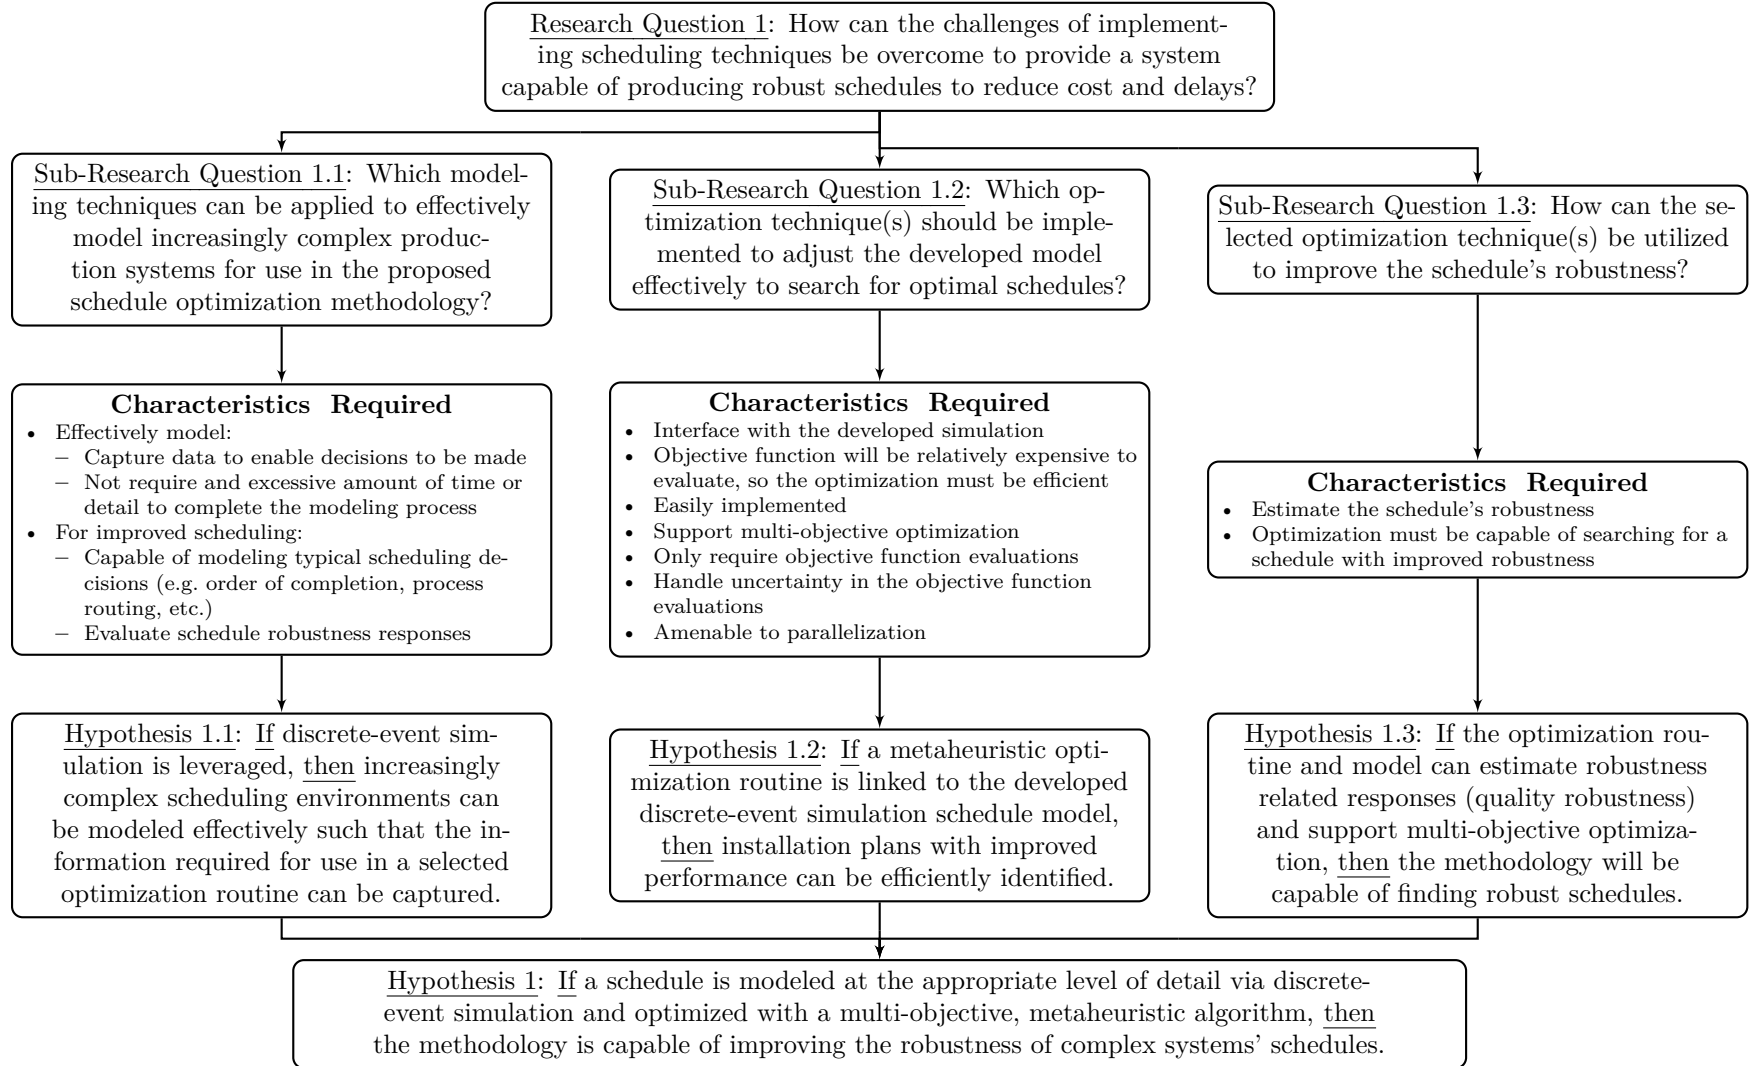 Research Question 1: How can the challenges of implement-
ing scheduling techniques be overcome to provide a system
capable of producing robust schedules to reduce cost and delays?
Sub-Research Question 1.1: Which model-
ing techniques can be applied to effectively
model increasingly complex produc-
tion systems for use in the proposed
schedule optimization methodology?
Sub-Research Question 1.2: Which op-
timization technique(s) should be imple-
mented to adjust the developed model
effectively to search for optimal schedules?
Sub-Research Question 1.3: How can the se-
lected optimization technique(s) be utilized
to improve the schedule's robustness?
Characteristics Required
• Effectively model:
– Capture data to enable decisions to be made
– Not require and excessive amount of time or
detail to complete the modeling process
• For improved scheduling:
– Capable of modeling typical scheduling de-
cisions (e.g. order of completion, process
routing, etc.)
– Evaluate schedule robustness responses
Characteristics Required
• Interface with the developed simulation
• Objective function will be relatively expensive to
evaluate, so the optimization must be efficient
• Easily implemented
• Support multi-objective optimization
• Only require objective function evaluations
• Handle uncertainty in the objective function
evaluations
• Amenable to parallelization
Characteristics Required
• Estimate the schedule's robustness
• Optimization must be capable of searching for a
schedule with improved robustness
Hypothesis 1.1: If discrete-event sim-
ulation is leveraged, then increasingly
complex scheduling environments can
be modeled effectively such that the in-
formation required for use in a selected
optimization routine can be captured.
Hypothesis 1.2: If a metaheuristic opti-
mization routine is linked to the developed
discrete-event simulation schedule model,
then installation plans with improved
performance can be efficiently identified.
Hypothesis 1.3: If the optimization rou-
tine and model can estimate robustness
related responses (quality robustness)
and support multi-objective optimiza-
tion, then the methodology will be
capable of finding robust schedules.
Hypothesis 1: If a schedule is modeled at the appropriate level of detail via discrete-
event simulation and optimized with a multi-objective, metaheuristic algorithm, then
the methodology is capable of improving the robustness of complex systems' schedules.